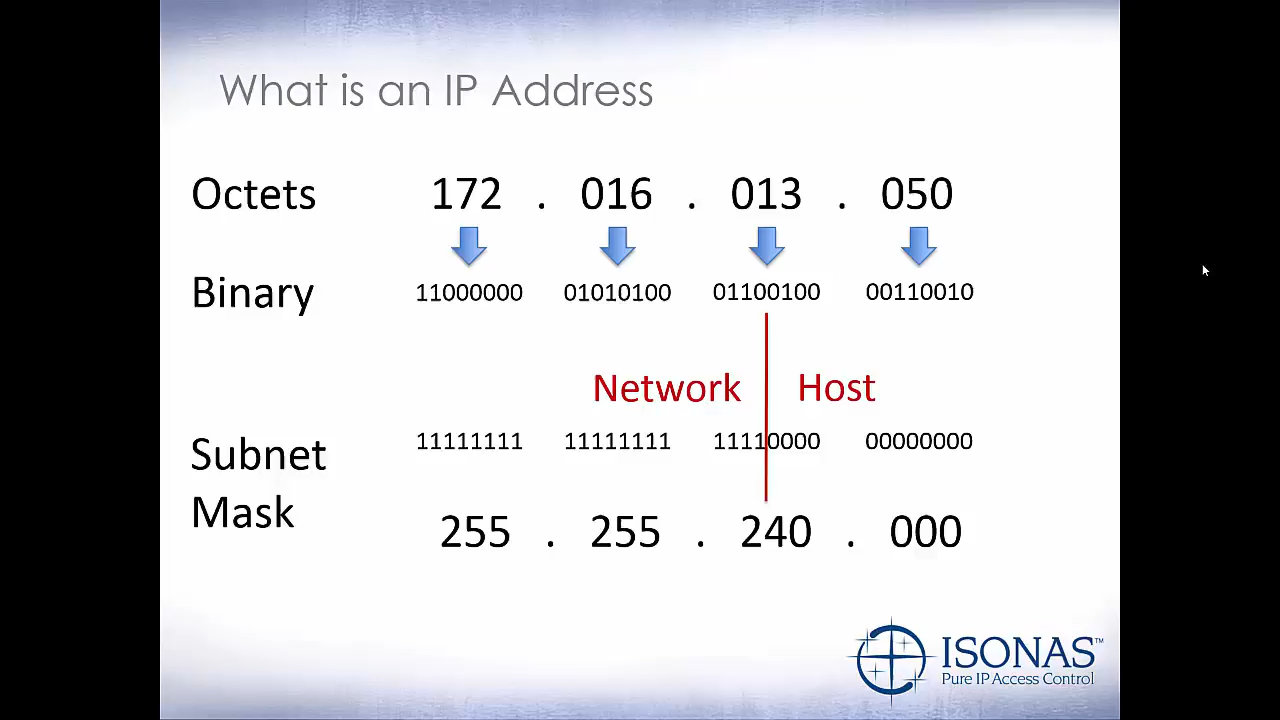 What is an IP Address
Octets 172 . 016 . 013 . 050
Binary 11000000 01010100 01100100 00110010
Network Host
Subnet Mask
11111111 11111111 11110000 00000000
255 . 255 . 240 . 000
ISONAS™
Pure IP Access Control